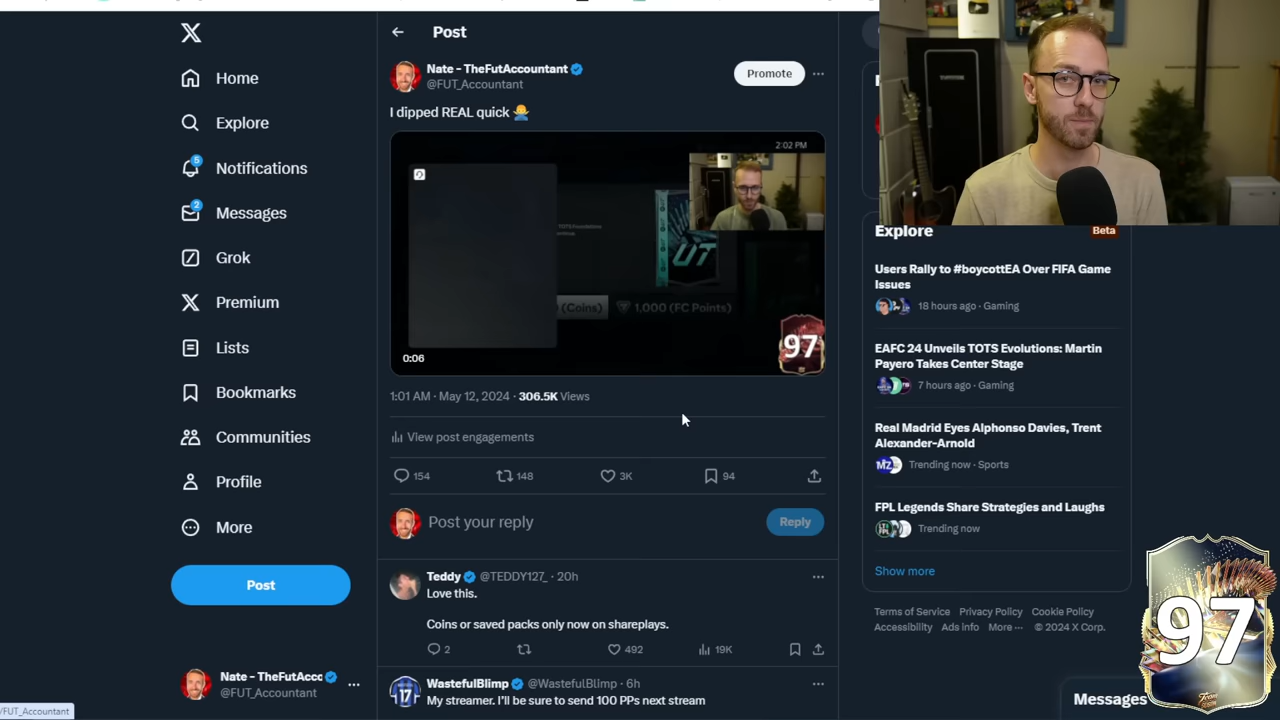 Home
Explore
5
Notifications
2
Messages
Grok
Premium
Lists
Bookmarks
Communities
Profile
More
Post
Nate - TheFutAcco
@FUT_Accountant
/FUT_Accountant
Post
Nate - TheFutAccountant
@FUT_Accountant
Promote
I dipped REAL quick
2:02 PM
UT
(Coins)
1,000 (FC Points)
0:06
97
1:01 AM · May 12, 2024 · 306.5K Views
View post engagements
154
148
3K
94
Post your reply
Reply
Teddy @TEDDY127_ · 20h
Love this.
Coins or saved packs only now on shareplays.
2
492
19K
WastefulBlimp @WastefulBlimp · 6h
My streamer. I'll be sure to send 100 PPs next stream
17
Explore
Beta
Users Rally to #boycottEA Over FIFA Game
Issues
18 hours ago · Gaming
EAFC 24 Unveils TOTS Evolutions: Martin
Payero Takes Center Stage
7 hours ago · Gaming
Real Madrid Eyes Alphonso Davies, Trent
Alexander-Arnold
Trending now · Sports
FPL Legends Share Strategies and Laughs
Trending now
Show more
Terms of Service Privacy Policy Cookie Policy
Accessibility Ads info More ··· © 2024 X Corp.
Messages
97